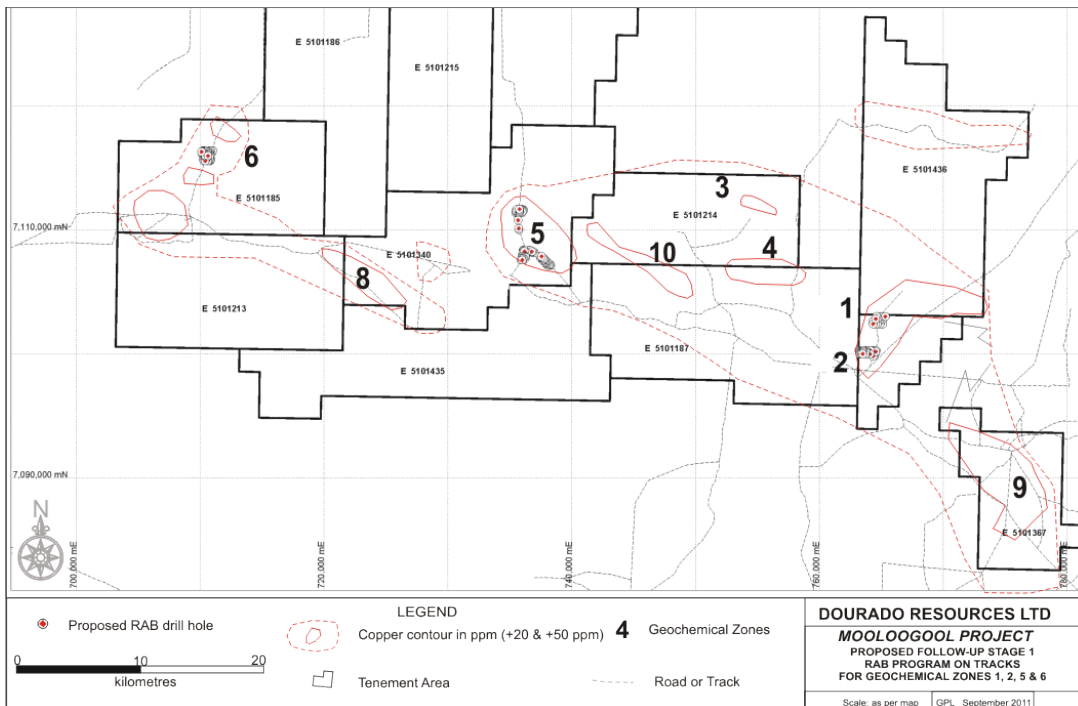 E 5101186
E 5101215
6
E 5101185
3
E 5101436
E 5101214
7,110,000 mN
5
10
4
E 5101340
8
E 5101213
1
E 5101187
2
E 5101435
7,090,000 mN
9
E 5101367
N
700,000 mE
720,000 mE
740,000 mE
760,000 mE
780,000 mE
LEGEND
Proposed RAB drill hole
Copper contour in ppm (+20 & +50 ppm)
4 Geochemical Zones
0 10 20
kilometres
Tenement Area
Road or Track
DOURADO RESOURCES LTD
MOOLOOGOOL PROJECT
PROPOSED FOLLOW-UP STAGE 1
RAB PROGRAM ON TRACKS
FOR GEOCHEMICAL ZONES 1, 2, 5 & 6
Scale: as per map GPL September 2011